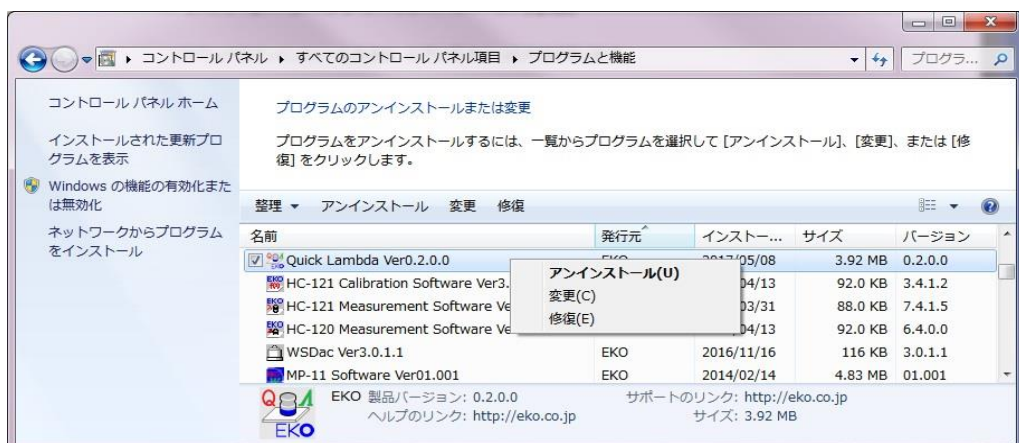 コントロール パネル ▸ すべてのコントロール パネル項目 ▸ プログラムと機能
プログラ...
コントロール パネル ホーム
インストールされた更新プロ
グラムを表示
Windows の機能の有効化また
は無効化
ネットワークからプログラム
をインストール
プログラムのアンインストールまたは変更
プログラムをアンインストールするには、一覧からプログラムを選択して [アンインストール]、[変更]、または [修
復] をクリックします。
整理 アンインストール 変更 修復
名前 発行元 インストー... サイズ バージョン
Quick Lambda Ver0.2.0.0 EKO 2017/05/08 3.92 MB 0.2.0.0
HC-121 Calibration Software Ver3. 04/13 92.0 KB 3.4.1.2
HC-121 Measurement Software Ve 03/31 88.0 KB 7.4.1.5
HC-120 Measurement Software Ve 04/13 92.0 KB 6.4.0.0
WSDac Ver3.0.1.1 EKO 2016/11/16 116 KB 3.0.1.1
MP-11 Software Ver01.001 EKO 2014/02/14 4.83 MB 01.001
アンインストール(U)
変更(C)
修復(E)
EKO 製品バージョン: 0.2.0.0 サポートのリンク: http://eko.co.jp
ヘルプのリンク: http://eko.co.jp サイズ: 3.92 MB
EKO